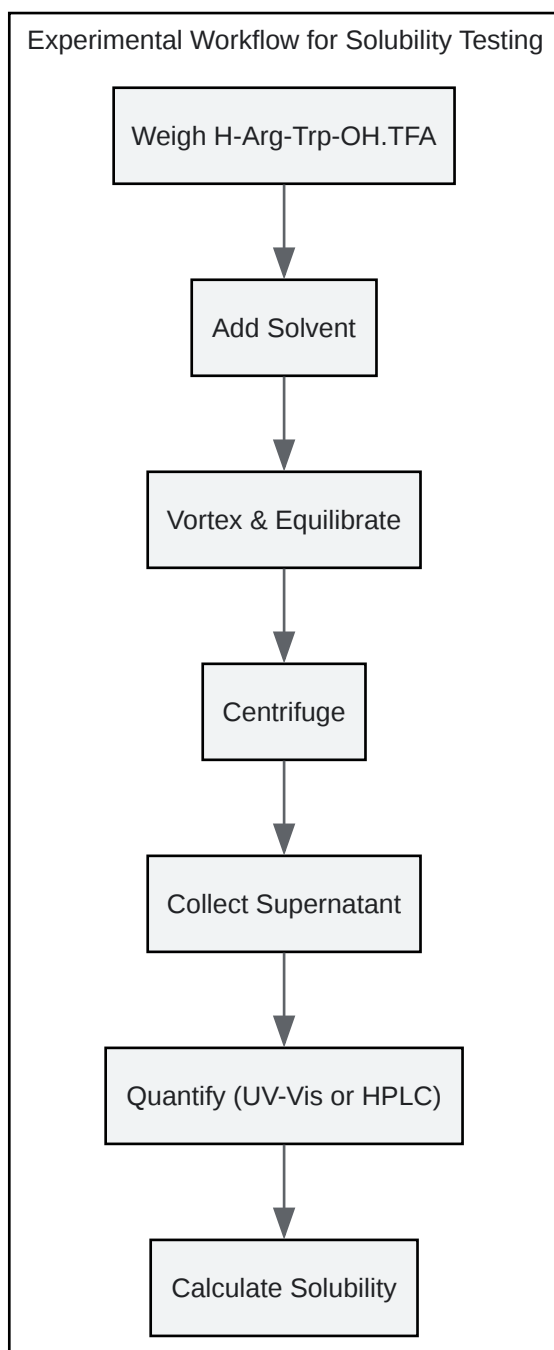 Experimental Workflow for Solubility Testing
Weigh H-Arg-Trp-OH.TFA
Add Solvent
Vortex & Equilibrate
Centrifuge
Collect Supernatant
Quantify (UV-Vis or HPLC)
Calculate Solubility